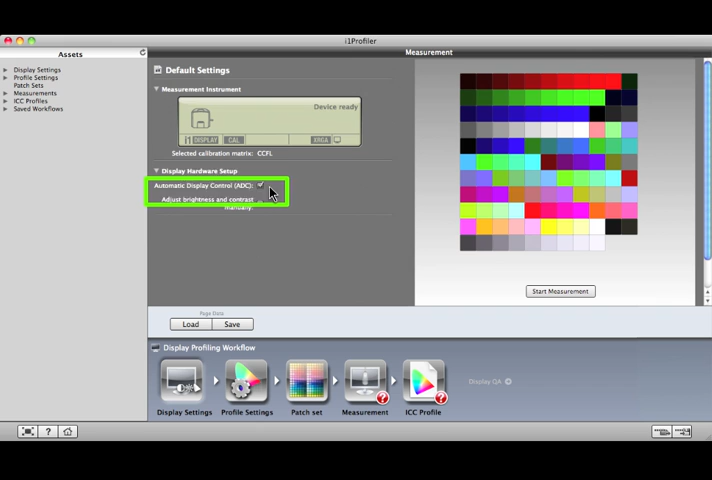 i1Profiler
Assets
Measurement
Display Settings
Profile Settings
Patch Sets
Measurements
ICC Profiles
Saved Workflows
Default Settings
Measurement Instrument
Device ready
i1 DISPLAY
CAL
Selected calibration matrix: CCFL
Display Hardware Setup
Automatic Display Control (ADC):
Adjust brightness and contrast
manually:
Start Measurement
Page Data
Load
Save
Display Profiling Workflow
Display Settings
Profile Settings
Patch set
Measurement
ICC Profile
Display QA